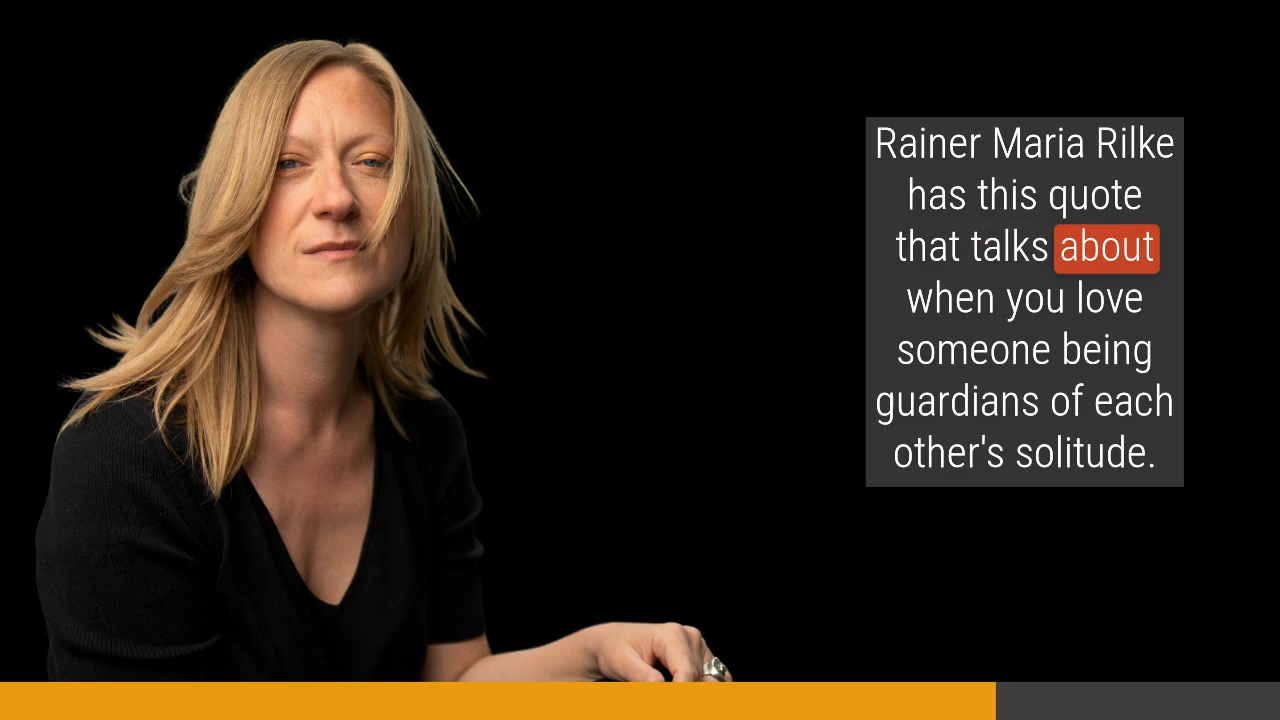 Rainer Maria Rilke
has this quote
that talks about
when you love
someone being
guardians of each
other's solitude.